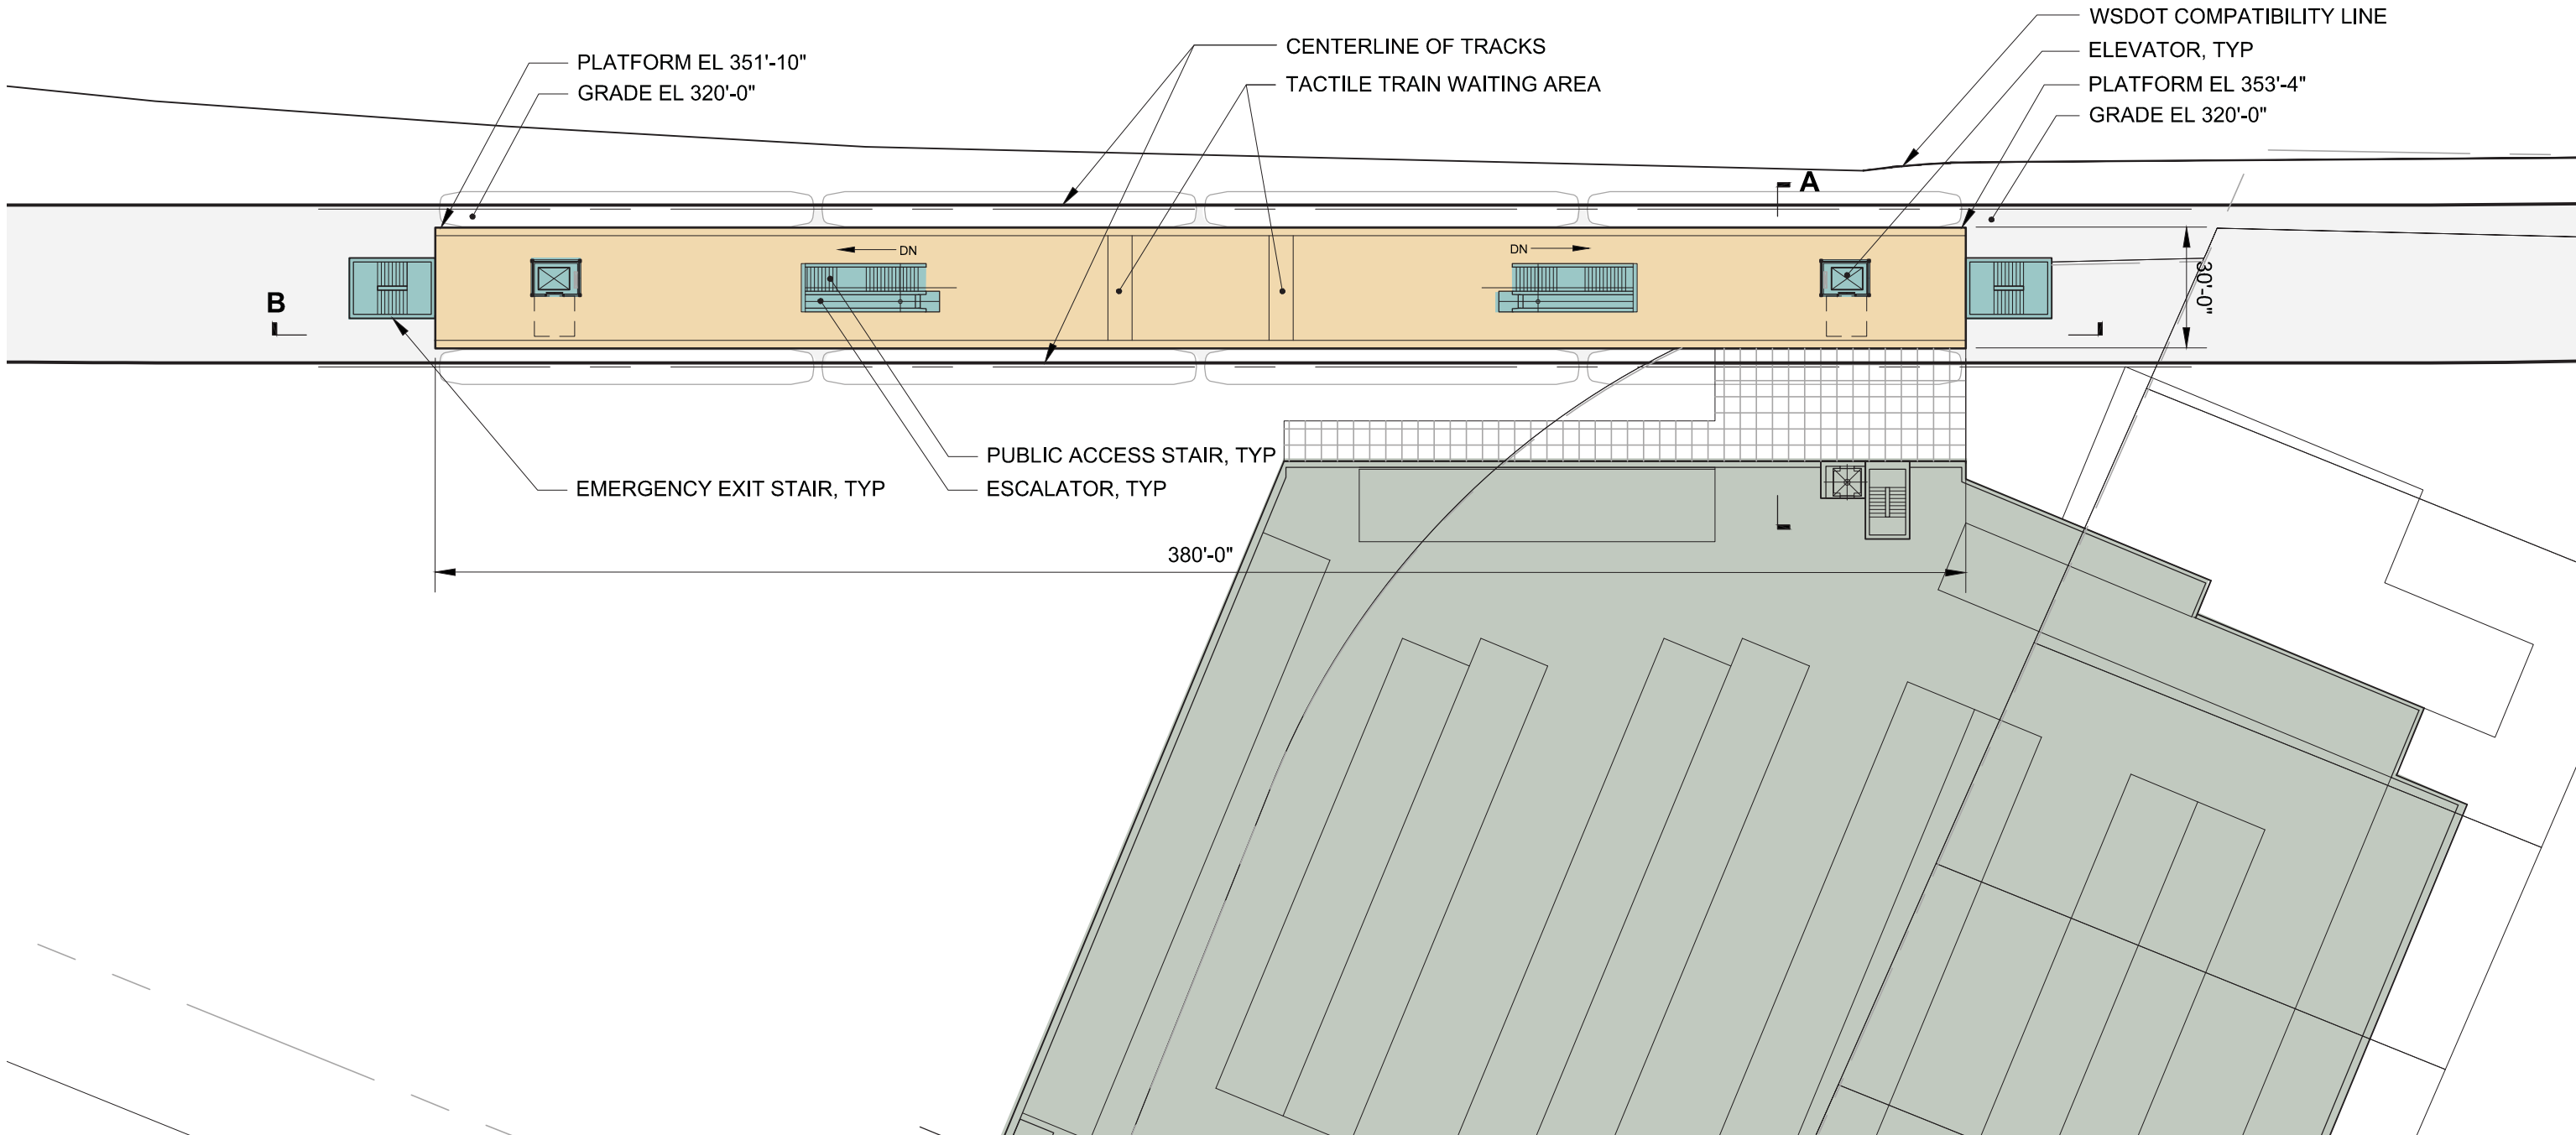 WSDOT COMPATIBILITY LINE
CENTERLINE OF TRACKS
ELEVATOR, TYP
PLATFORM EL 351'-10"
TACTILE TRAIN WAITING AREA
PLATFORM EL 353'-4"
GRADE EL 320'-0"
GRADE EL 320'-0"
A
DN
DN
B
30'-0"
PUBLIC ACCESS STAIR, TYP
EMERGENCY EXIT STAIR, TYP
ESCALATOR, TYP
380'-0"